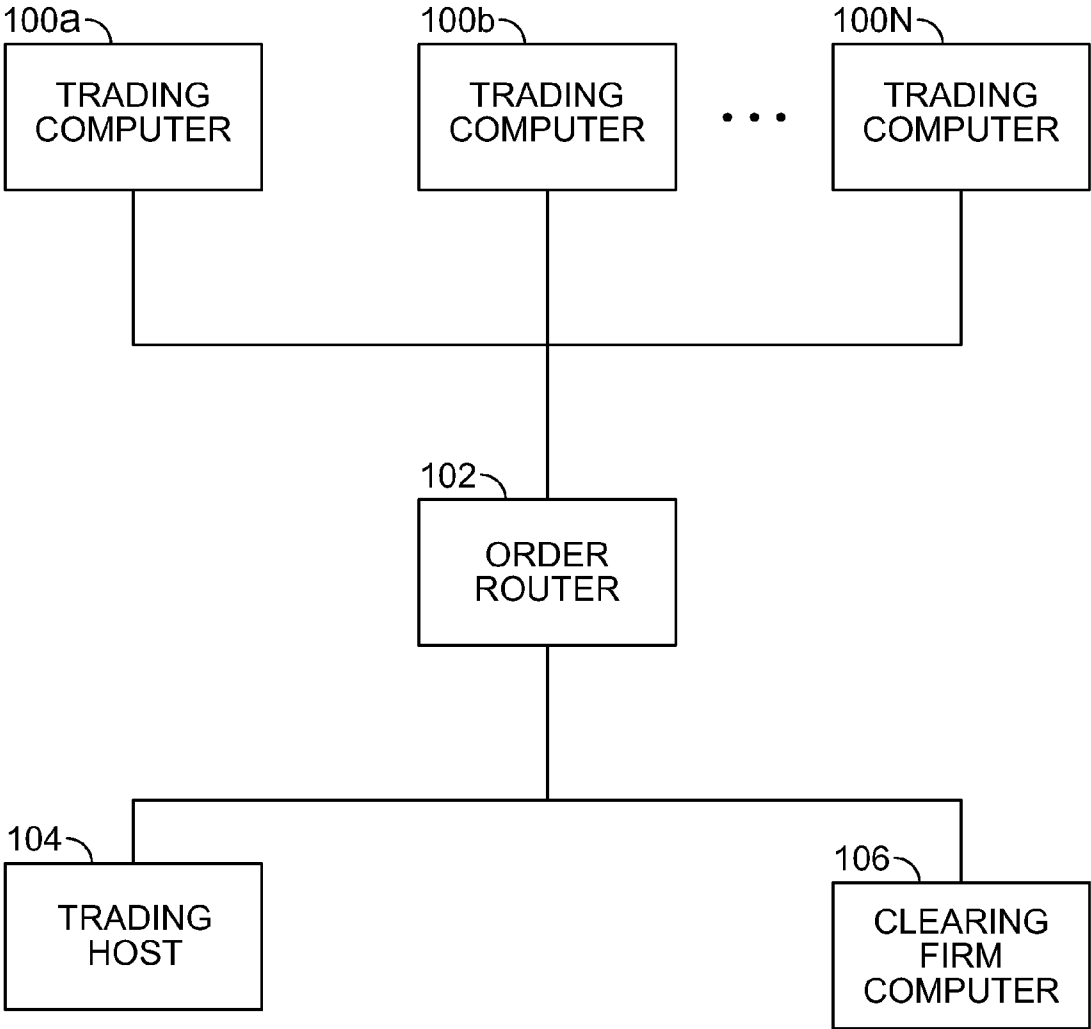 100a
100b
100N
TRADING
COMPUTER
TRADING
COMPUTER
TRADING
COMPUTER
102
ORDER
ROUTER
104
TRADING
HOST
106
CLEARING
FIRM
COMPUTER